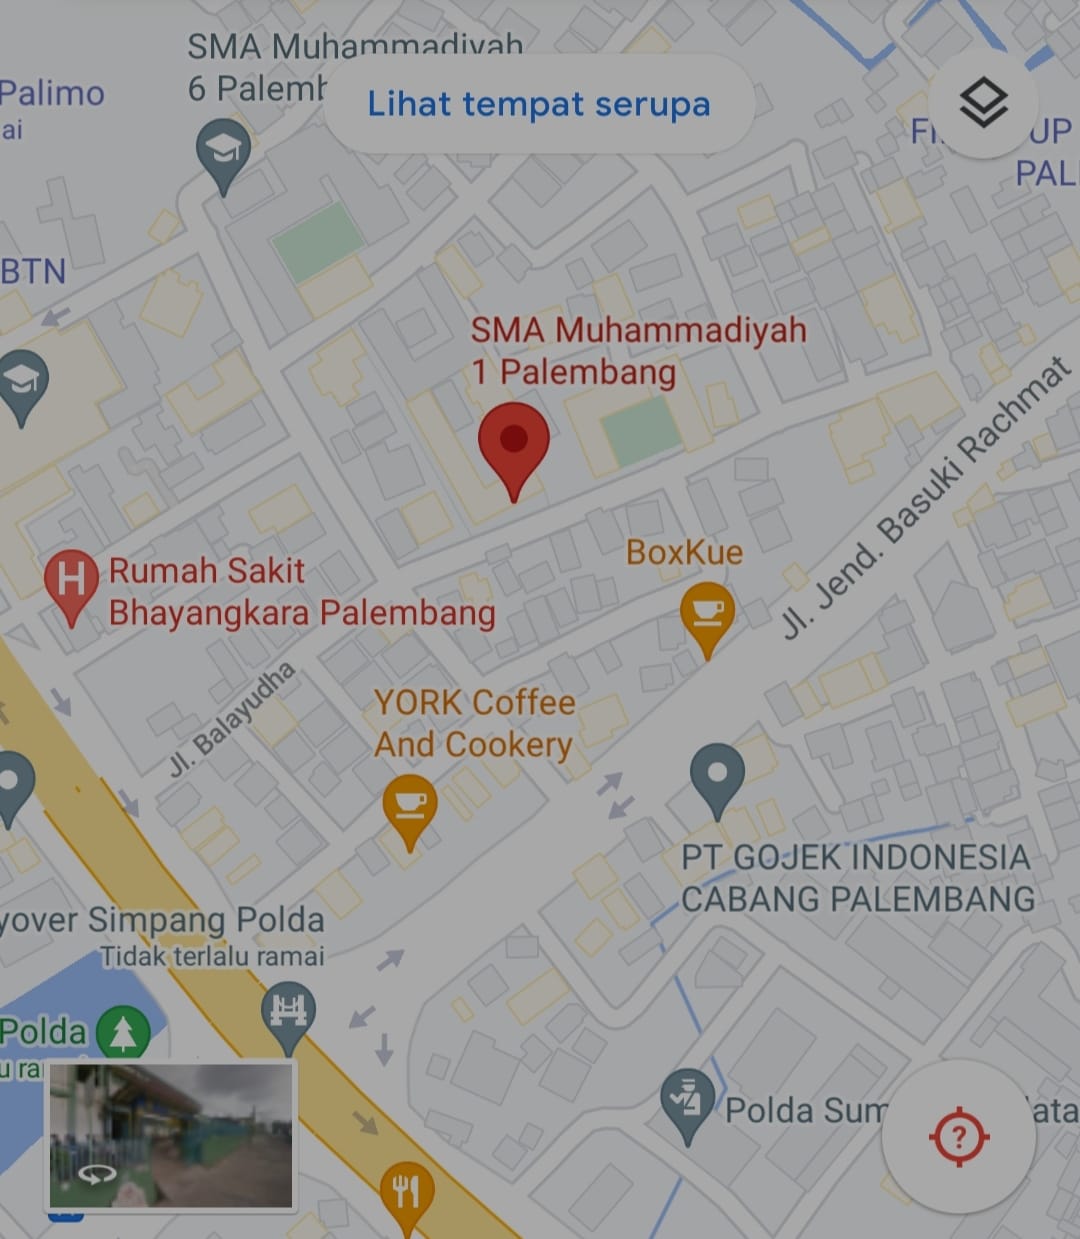 SMA Muhammadiyah
6 Palemb
Lihat tempat serupa
Palimo
ai
UP
PAL
BTN
SMA Muhammadiyah
1 Palembang
Jl. Jend. Basuki Rachmat
BoxKue
Rumah Sakit
Bhayangkara Palembang
H
Jl. Balayudha
YORK Coffee
And Cookery
PT GOJEK INDONESIA
CABANG PALEMBANG
yover Simpang Polda
Tidak terlalu ramai
Polda
u ra
Polda Sum
ata
?